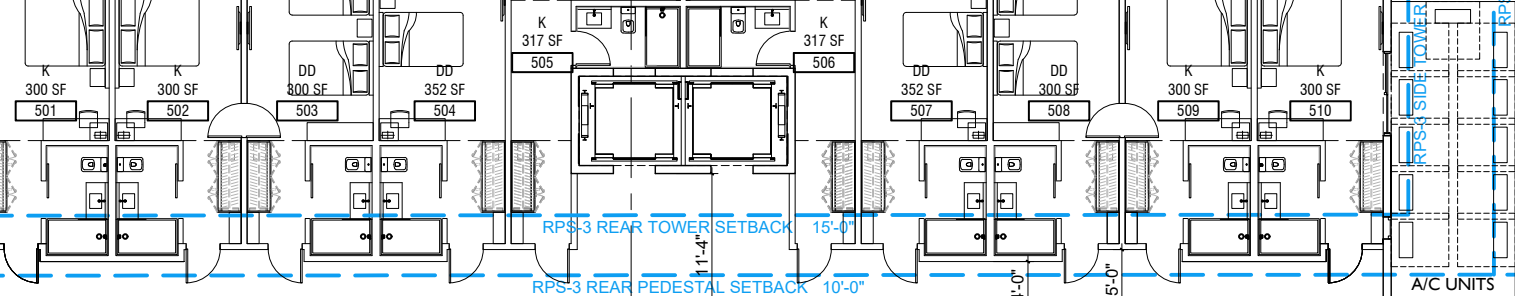 K
317 SF
505
K
317 SF
506
K
300 SF
501
K
300 SF
502
DD
300 SF
503
DD
352 SF
504
DD
352 SF
507
DD
300 SF
508
K
300 SF
509
K
300 SF
510
RPS-3 SIDE TOWER
RPS
RPS-3 REAR TOWER SETBACK 15'-0"
11'-4"
RPS-3 REAR PEDESTAL SETBACK 10'-0"
5'-0"
A/C UNITS